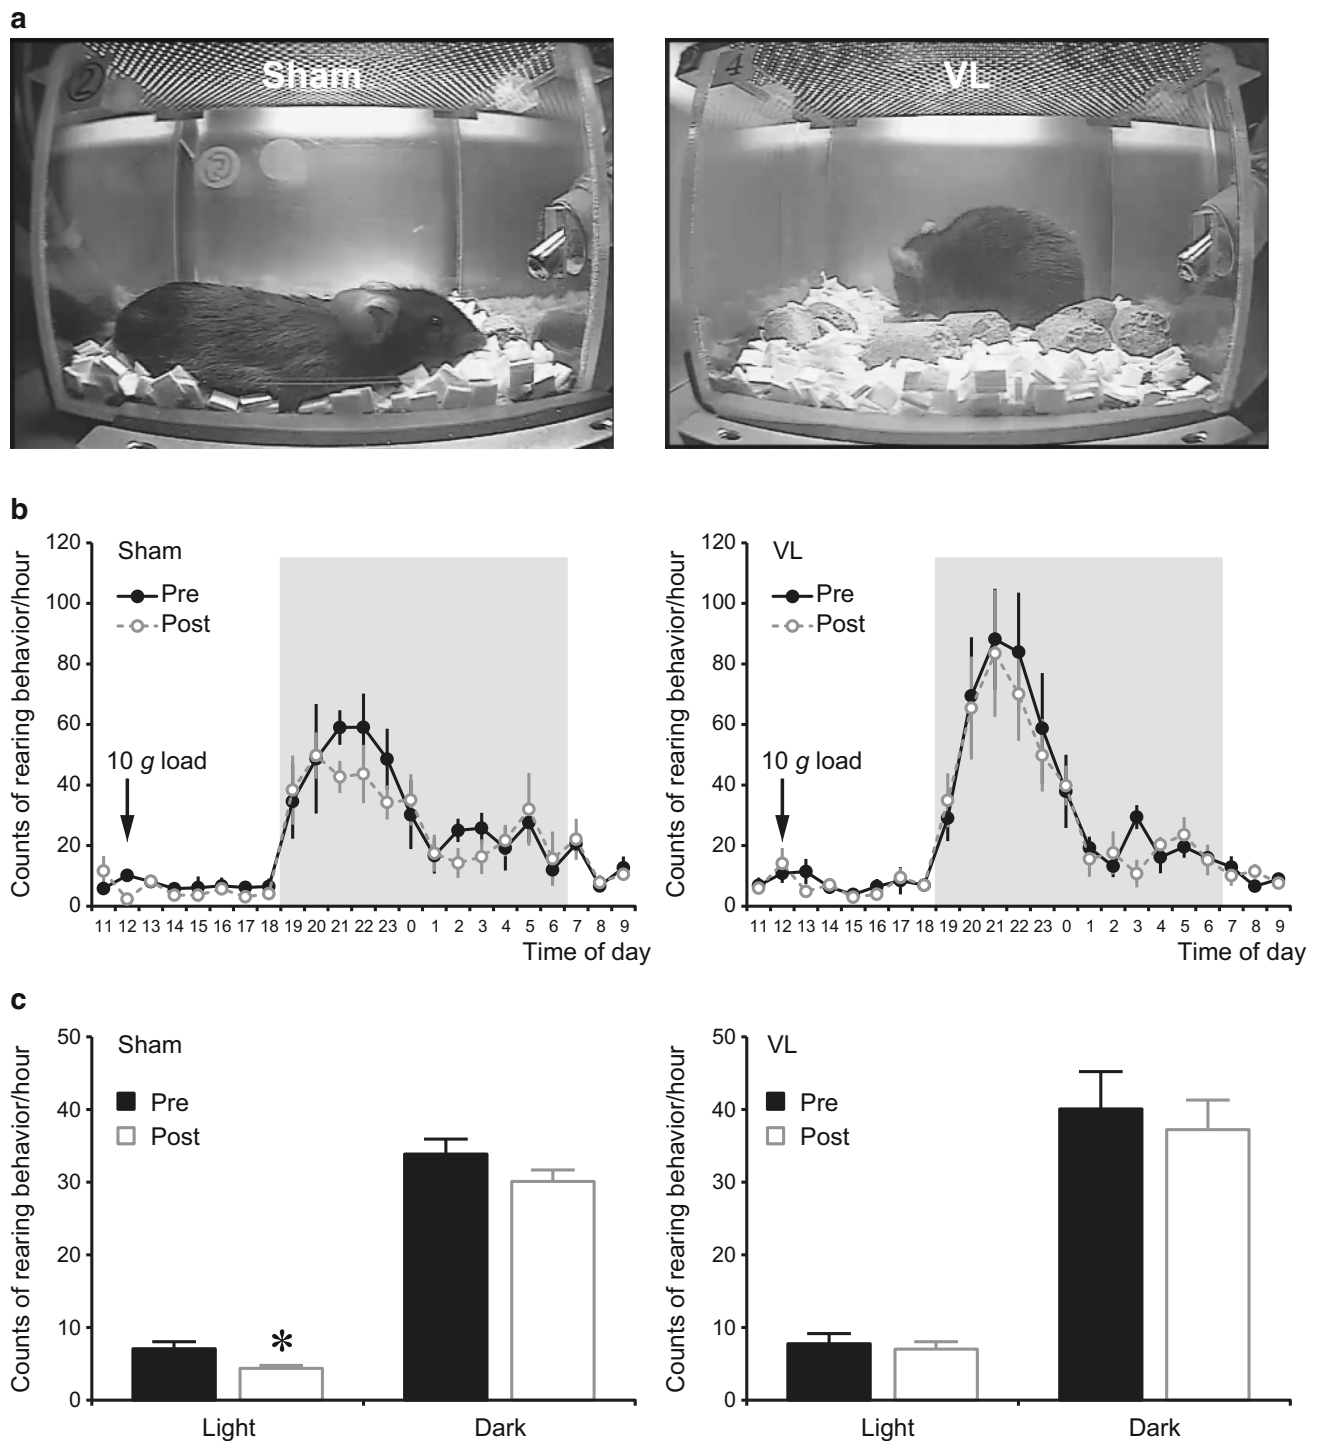 a
Sham
2
VL
4
b
Counts of rearing behavior/hour
120
100
80
60
40
20
0
Sham
Pre
Post
10 g load
11 12 13 14 15 16 17 18 19 20 21 22 23 0 1 2 3 4 5 6 7 8 9
Time of day
Counts of rearing behavior/hour
120
100
80
60
40
20
0
VL
Pre
Post
10 g load
11 12 13 14 15 16 17 18 19 20 21 22 23 0 1 2 3 4 5 6 7 8 9
Time of day
c
Counts of rearing behavior/hour
50
40
30
20
10
0
Sham
Pre
Post
*
Light Dark
Counts of rearing behavior/hour
50
40
30
20
10
0
VL
Pre
Post
Light Dark